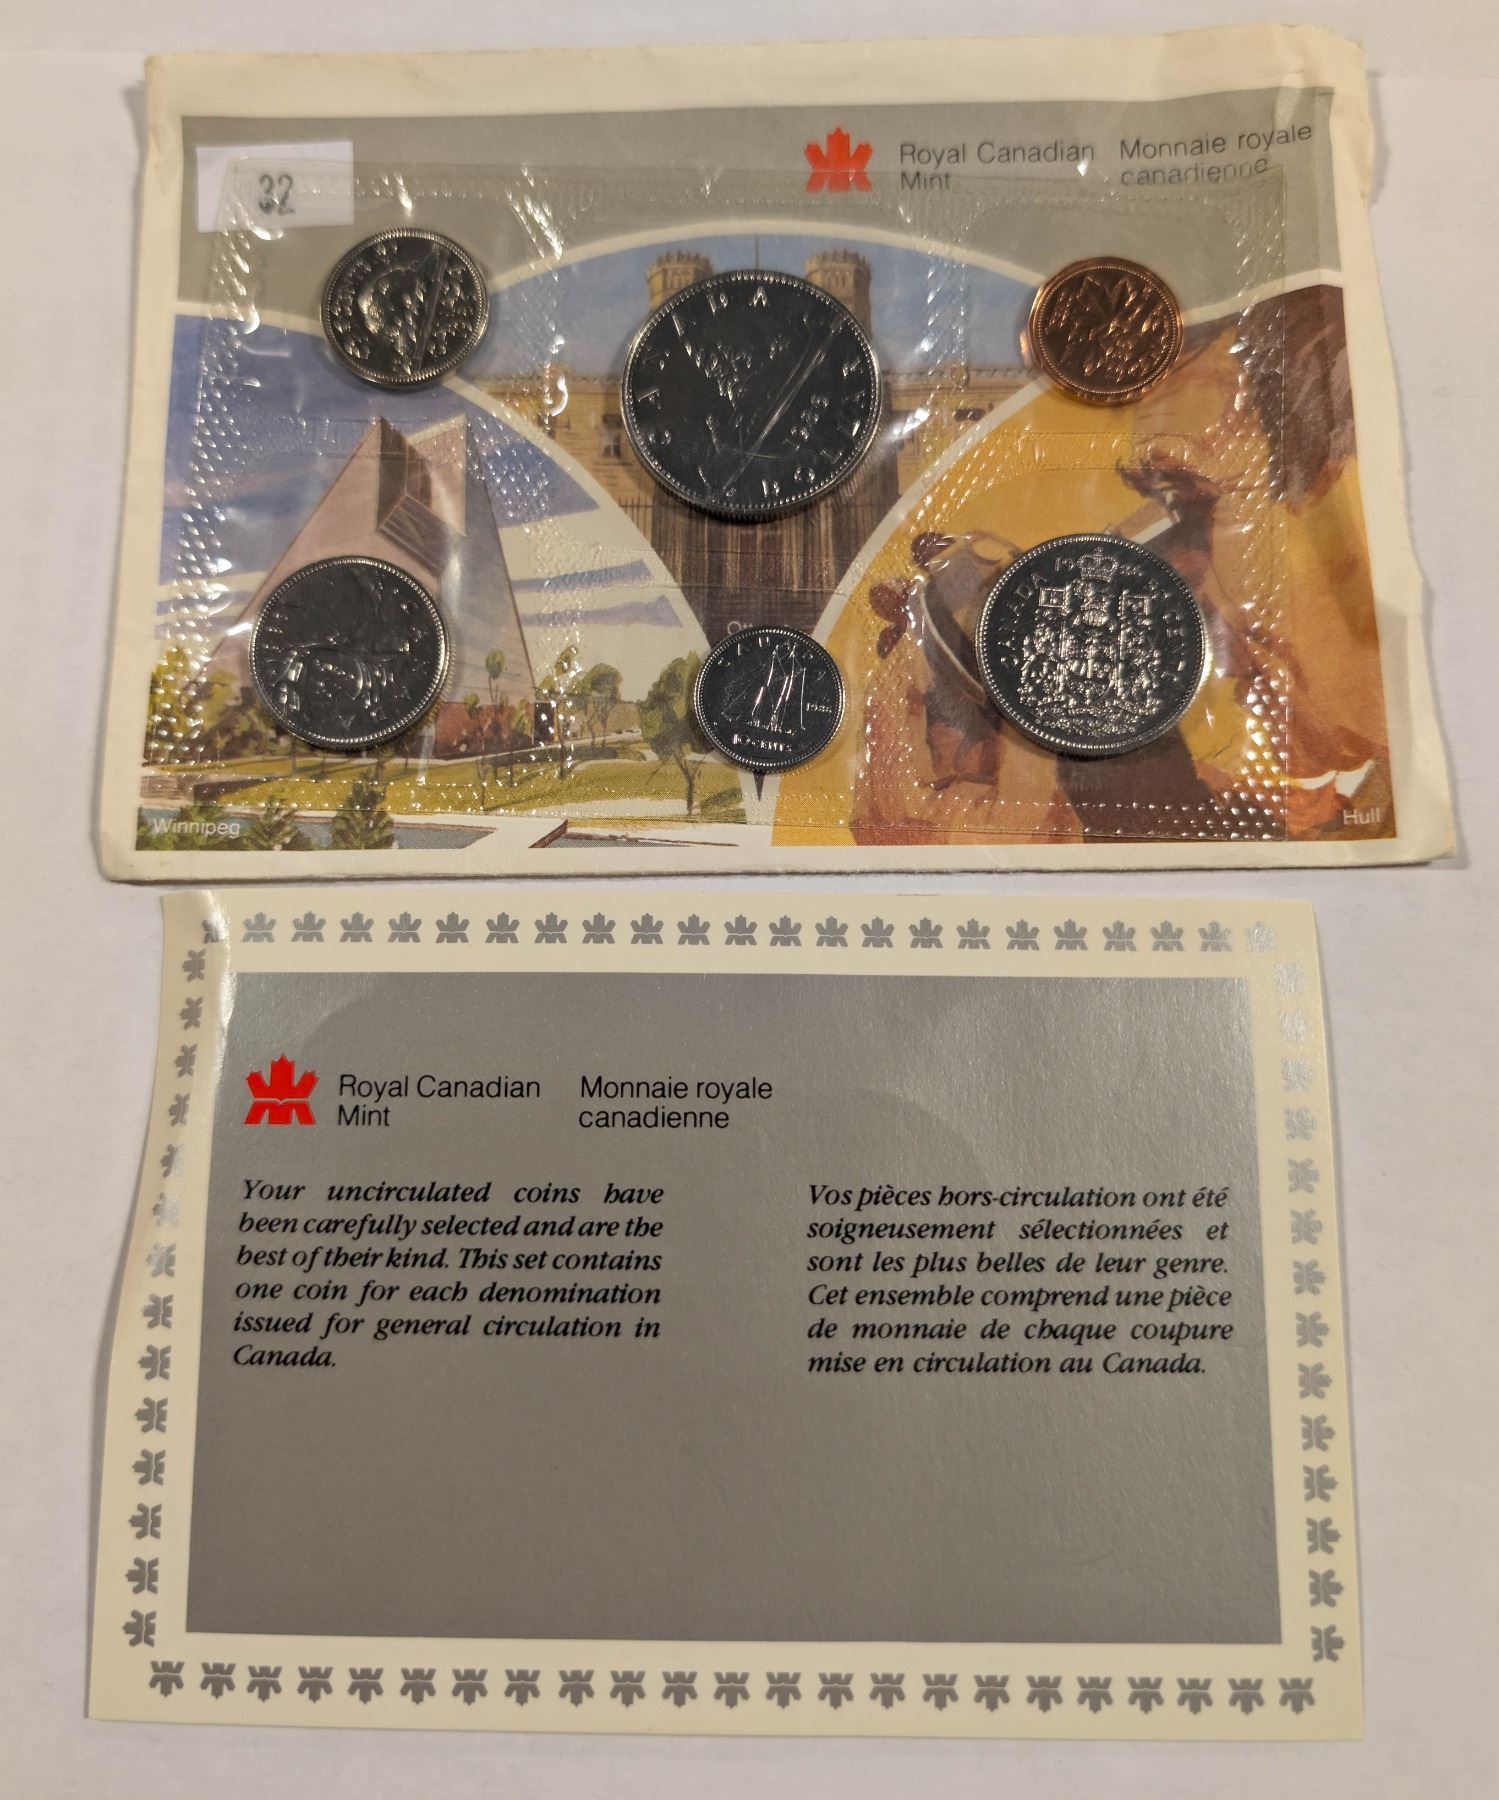 Royal Canadian Mint
Monnaie royale canadienne
32
CANADA
1986
DOLLAR
CANADA 1986 50 CENTS
CANADA
1986
10 CENTS
Winnipeg
Hull
Royal Canadian
Mint
Monnaie royale
canadienne
Your uncirculated coins have
been carefully selected and are the
best of their kind. This set contains
one coin for each denomination
issued for general circulation in
Canada.
Vos pièces hors-circulation ont été
soigneusement sélectionnées et
sont les plus belles de leur genre.
Cet ensemble comprend une pièce
de monnaie de chaque coupure
mise en circulation au Canada.